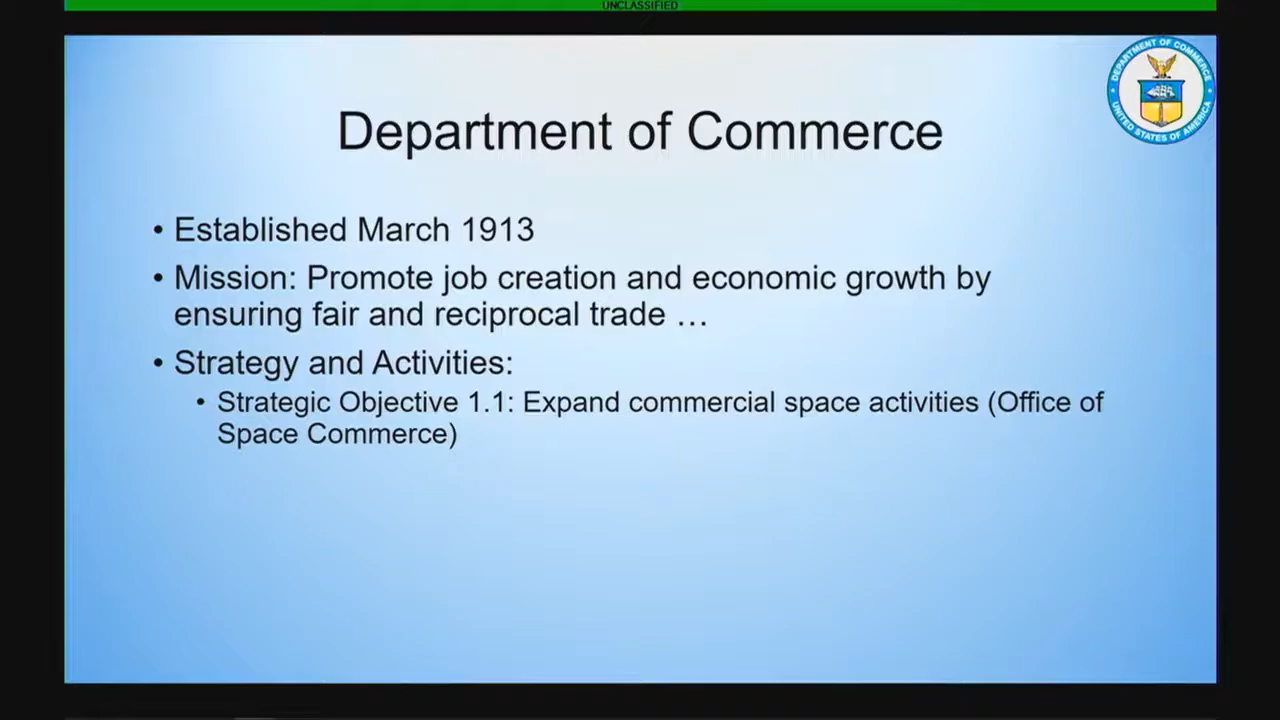 UNCLASSIFIED
DEPARTMENT OF COMMERCE
UNITED STATES OF AMERICA
Department of Commerce
• Established March 1913
• Mission: Promote job creation and economic growth by
ensuring fair and reciprocal trade …
• Strategy and Activities:
• Strategic Objective 1.1: Expand commercial space activities (Office of
Space Commerce)